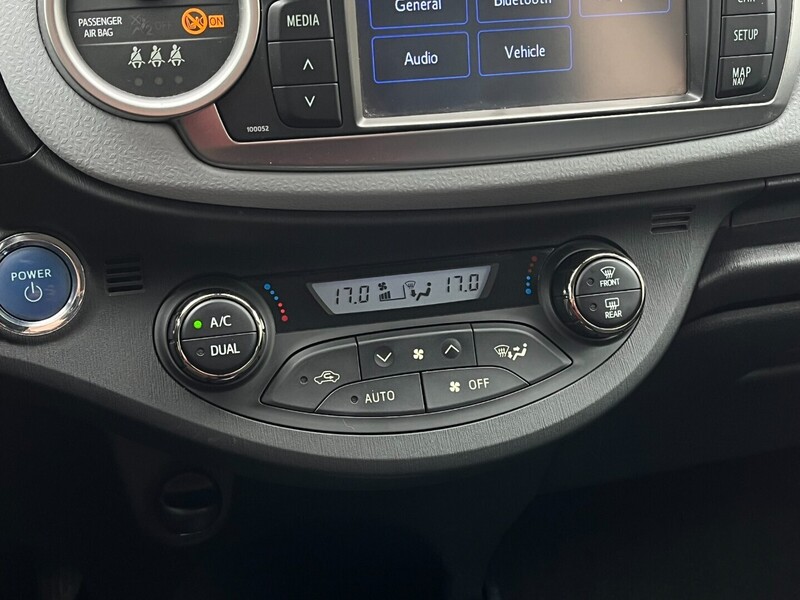 PASSENGER
AIR BAG
OFF
ON
MEDIA
General
Bluetooth
Audio
Vehicle
SETUP
MAP
NAV
100052
POWER
A/C
DUAL
17.0
17.0
FRONT
REAR
AUTO
OFF